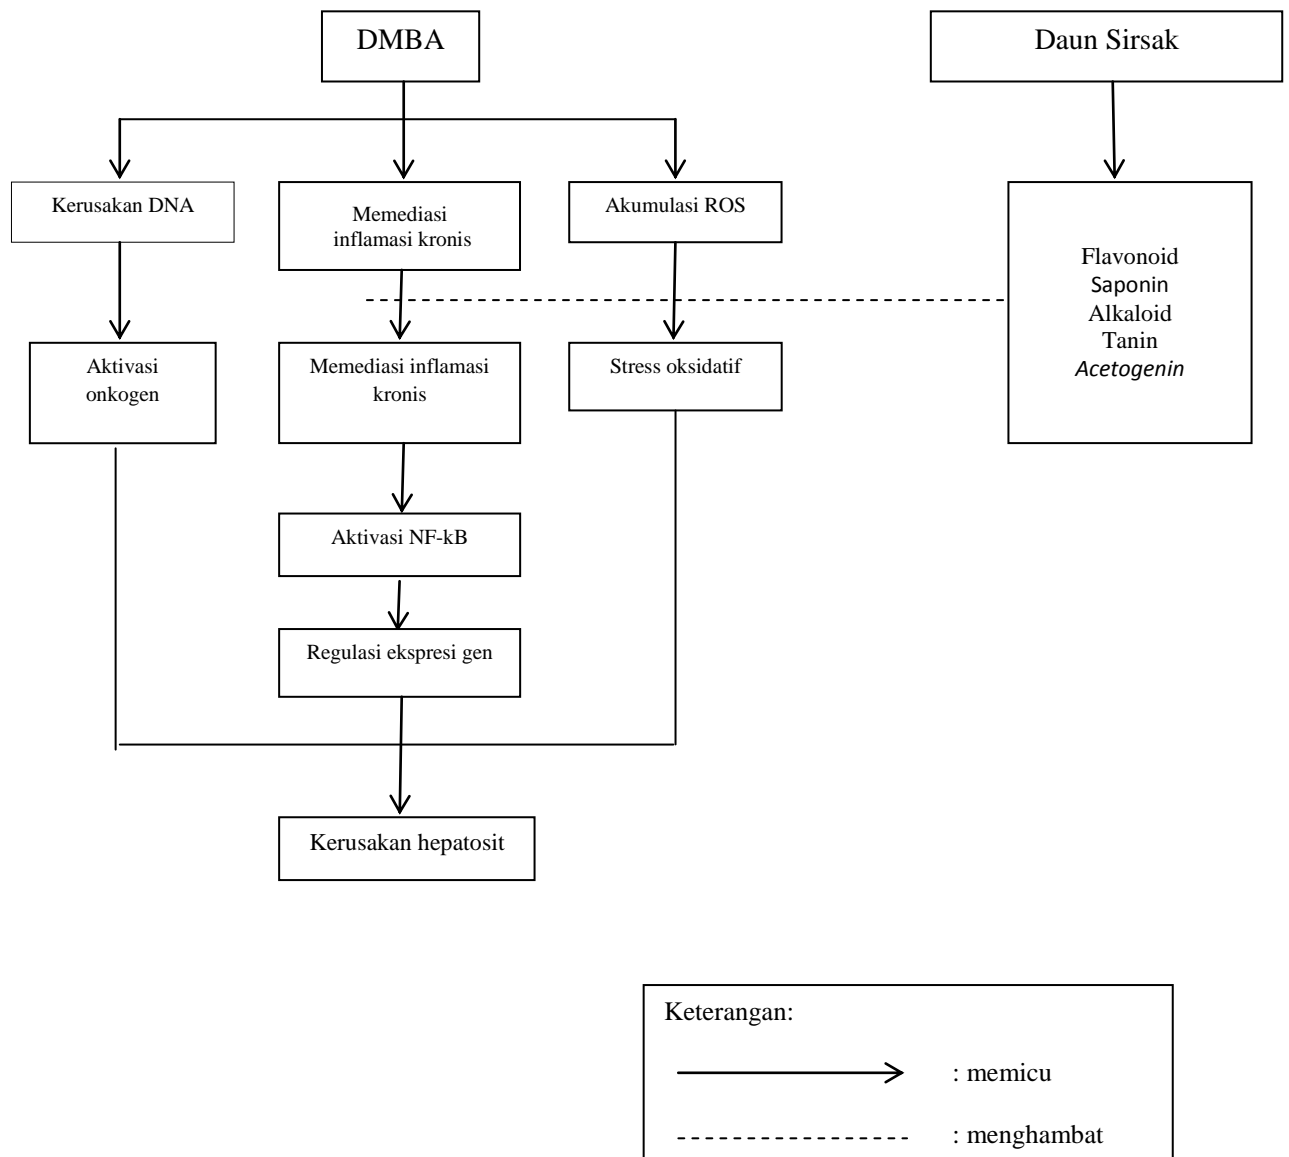 DMBA
Daun Sirsak
Kerusakan DNA
Memediasi
inflamasi kronis
Akumulasi ROS
Flavonoid
Saponin
Alkaloid
Tanin
Acetogenin
Aktivasi
onkogen
Memediasi inflamasi
kronis
Stress oksidatif
Aktivasi NF-kB
Regulasi ekspresi gen
Kerusakan hepatosit
Keterangan:
: memicu
: menghambat